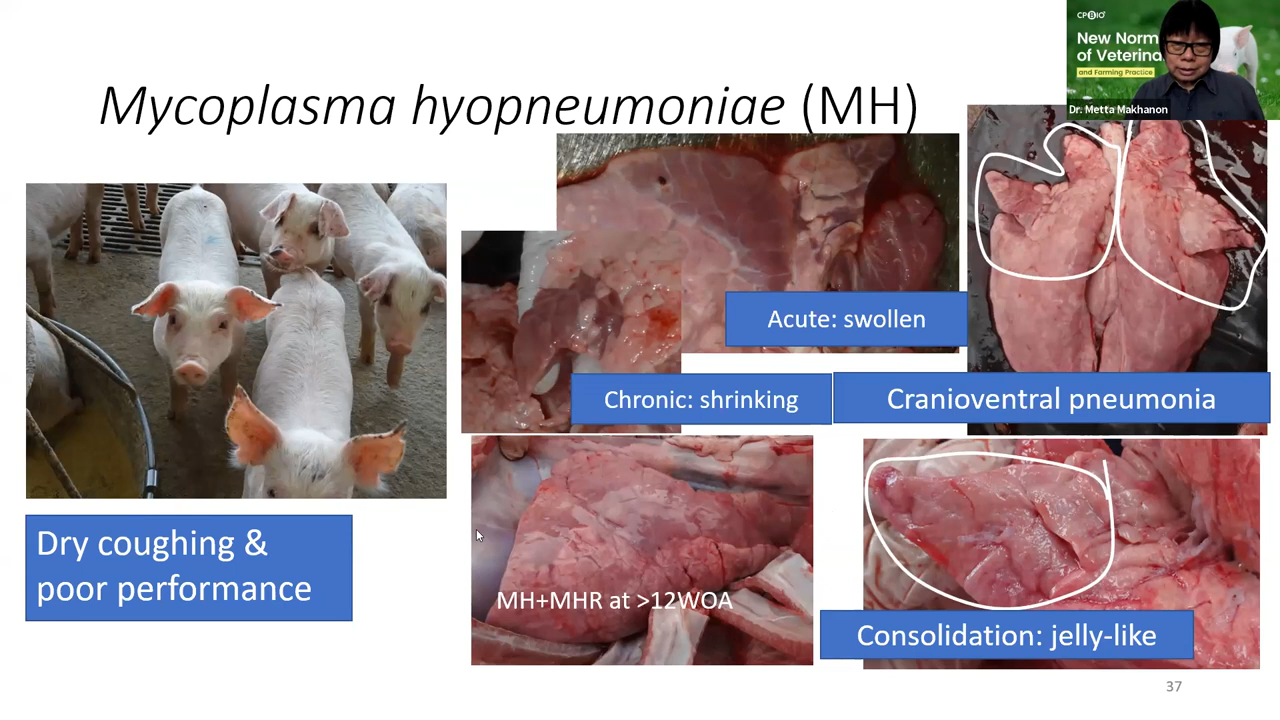 CPBIO
New Norm
of Veterina
and Farming Practice
Dr. Metta Makhanon
Mycoplasma hyopneumoniae (MH)
Acute: swollen
Chronic: shrinking
Cranioventral pneumonia
Dry coughing &
poor performance
MH+MHR at >12WOA
Consolidation: jelly-like
37